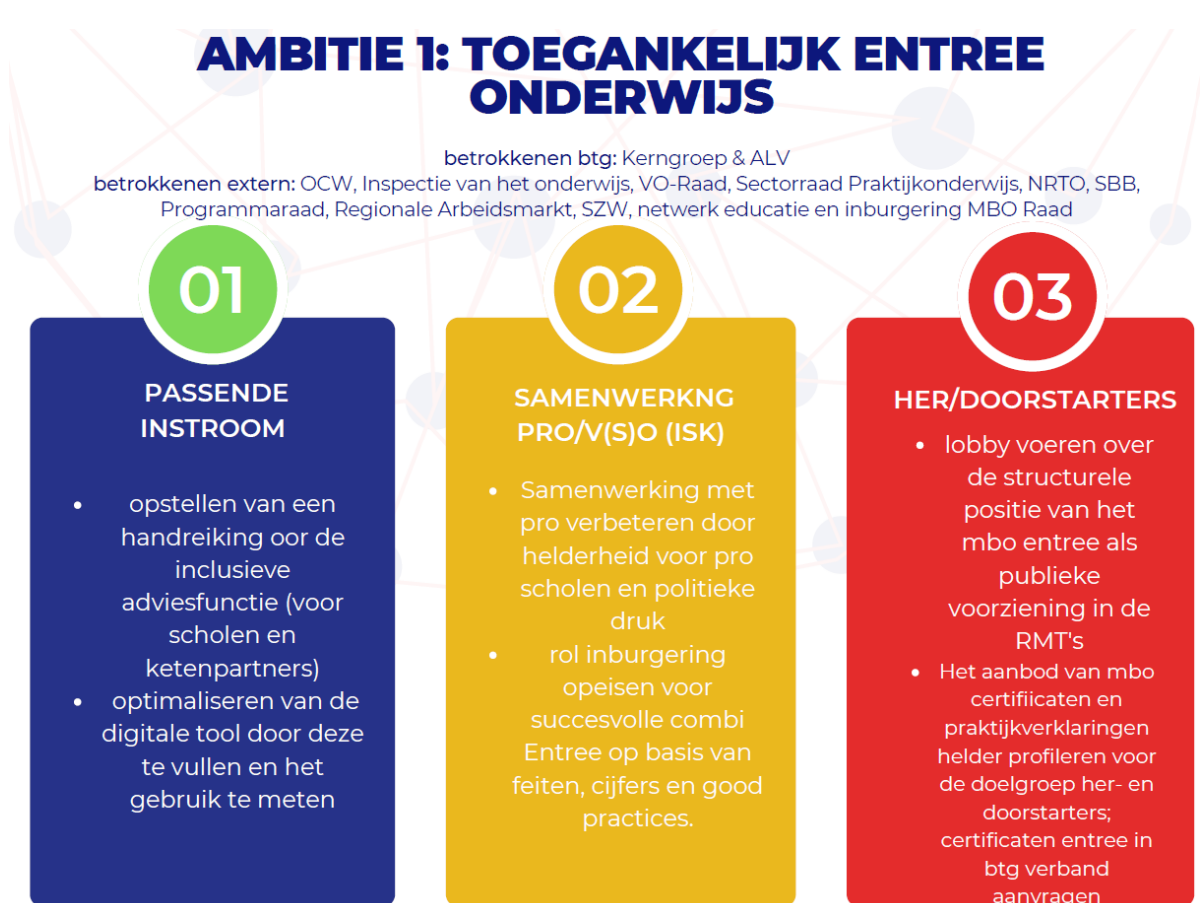 AMBITIE 1: TOEGANKELIJK ENTREE
ONDERWIJS
betrokkenen btg: Kerngroep & ALV
betrokkenen extern: OCW, Inspectie van het onderwijs, VO-Raad, Sectorraad Praktijkonderwijs, NRTO, SBB,
Programmaraad, Regionale Arbeidsmarkt, SZW, netwerk educatie en inburgering MBO Raad
01
PASSENDE
INSTROOM
• opstellen van een
handreiking oor de
inclusieve
adviesfunctie (voor
scholen en
ketenpartners)
• optimaliseren van de
digitale tool door deze
te vullen en het
gebruik te meten
02
SAMENWERKNG
PRO/V(S)O (ISK)
• Samenwerking met
pro verbeteren door
helderheid voor pro
scholen en politieke
druk
• rol inburgering
opeisen voor
succesvolle combi
Entree op basis van
feiten, cijfers en good
practices.
03
HER/DOORSTARTERS
• lobby voeren over
de structurele
positie van het
mbo entree als
publieke
voorziening in de
RMT's
• Het aanbod van mbo
certifiicaten en
praktijkverklaringen
helder profileren voor
de doelgroep her- en
doorstarters;
certificaten entree in
btg verband
aanvragen